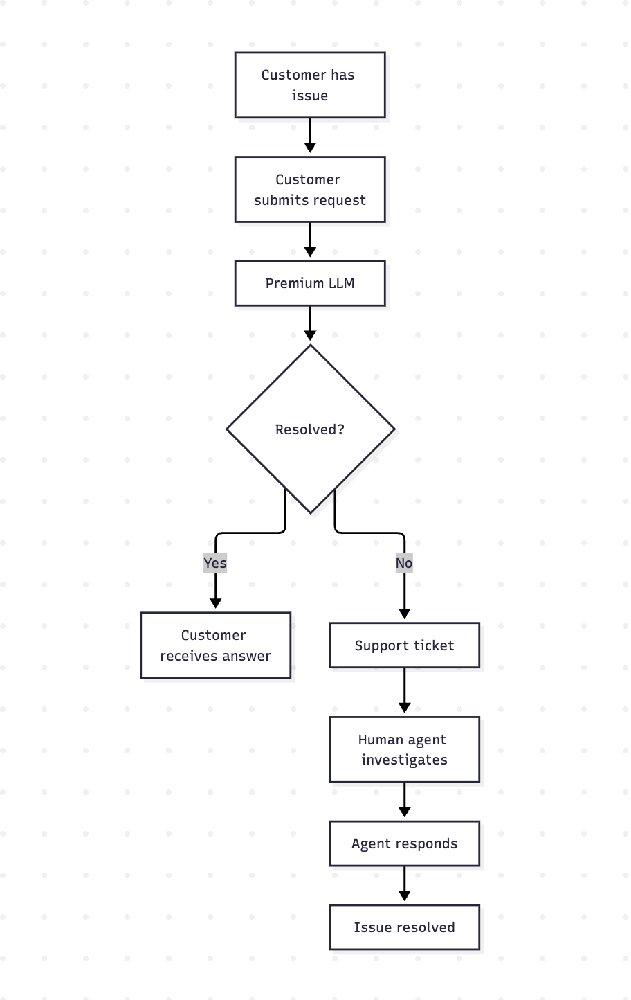 Customer has
issue
Customer
submits request
Premium LLM
Resolved?
Yes
No
Customer
receives answer
Support ticket
Human agent
investigates
Agent responds
Issue resolved